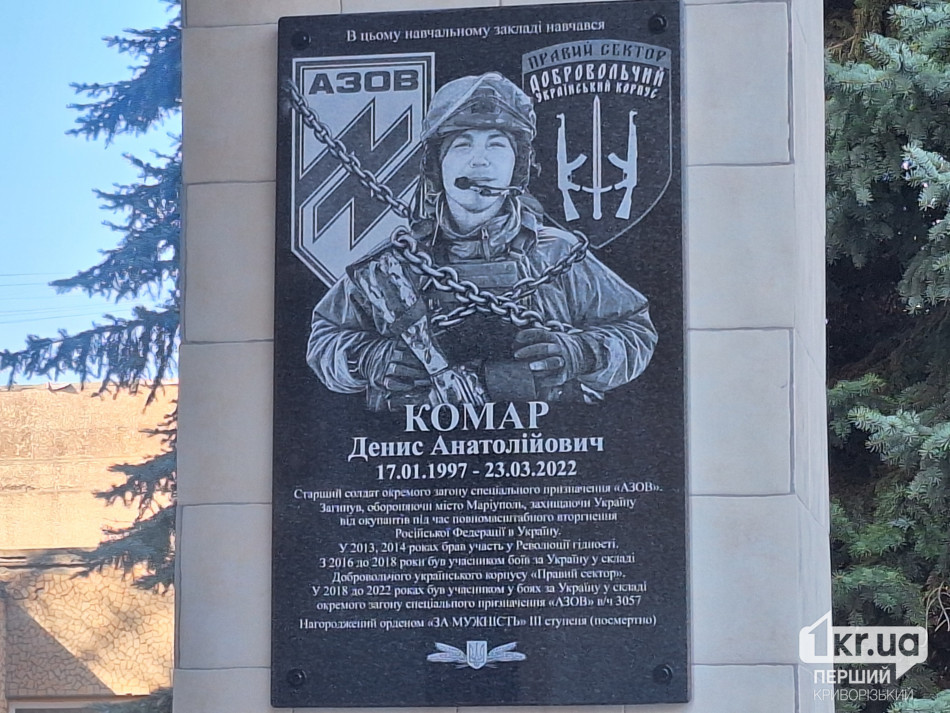 В цьому навчальному закладі навчався
АЗОВ
ПРАВИЙ СЕКТОР
ДОБРОВОЛЬЧИЙ
УКРАЇНСЬКИЙ КОРПУС
КОМАР
Денис Анатолійович
17.01.1997 - 23.03.2022
Старший солдат окремого загону спеціального призначення «АЗОВ».
Загинув, обороняючи місто Маріуполь, захищаючи Україну
від окупантів під час повномасштабного вторгнення
Російської Федерації в Україну.
У 2013, 2014 роках брав участь у Революції гідності.
З 2016 до 2018 роки був учасником боїв за Україну у складі
Добровольчого українського корпусу «Правий сектор».
У 2018 до 2022 роках був учасником у боях за Україну у складі
окремого загону спеціального призначення «АЗОВ» в/ч 3057
Нагороджений орденом «ЗА МУЖНІСТЬ» ІІІ ступеня (посмертно)
1kr.ua
ПЕРШИЙ
КРИВОРІЗЬКИЙ